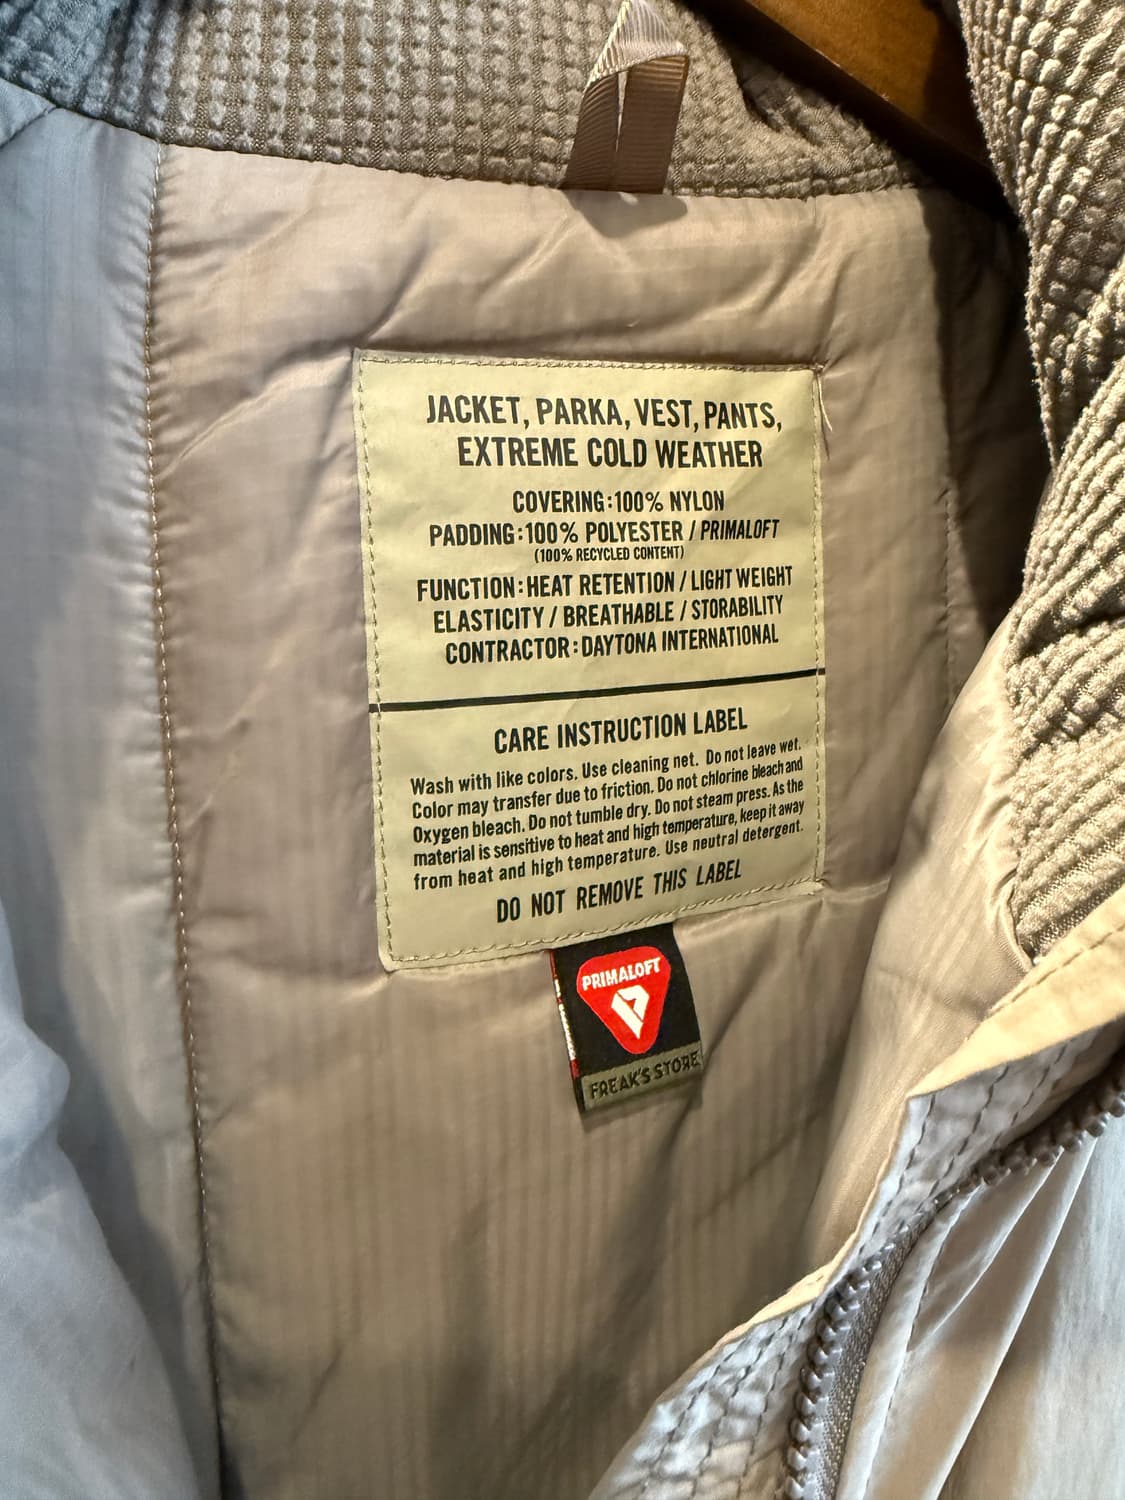 JACKET, PARKA, VEST, PANTS,
EXTREME COLD WEATHER
COVERING:100% NYLON
PADDING:100% POLYESTER / PRIMALOFT
(100% RECYCLED CONTENT)
FUNCTION:HEAT RETENTION / LIGHT WEIGHT
ELASTICITY / BREATHABLE / STORABILITY
CONTRACTOR:DAYTONA INTERNATIONAL
CARE INSTRUCTION LABEL
Wash with like colors. Use cleaning net. Do not leave wet.
Color may transfer due to friction. Do not chlorine bleach and
Oxygen bleach. Do not tumble dry. Do not steam press. As the
material is sensitive to heat and high temperature, keep it away
from heat and high temperature. Use neutral detergent.
DO NOT REMOVE THIS LABEL
PRIMALOFT
FREAK'S STORE